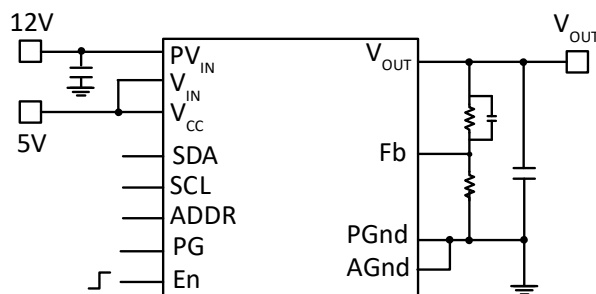 12V
PVIN
VIN
5V
VCC
SDA
SCL
ADDR
PG
En
VOUT
Fb
PGnd
AGnd
VOUT